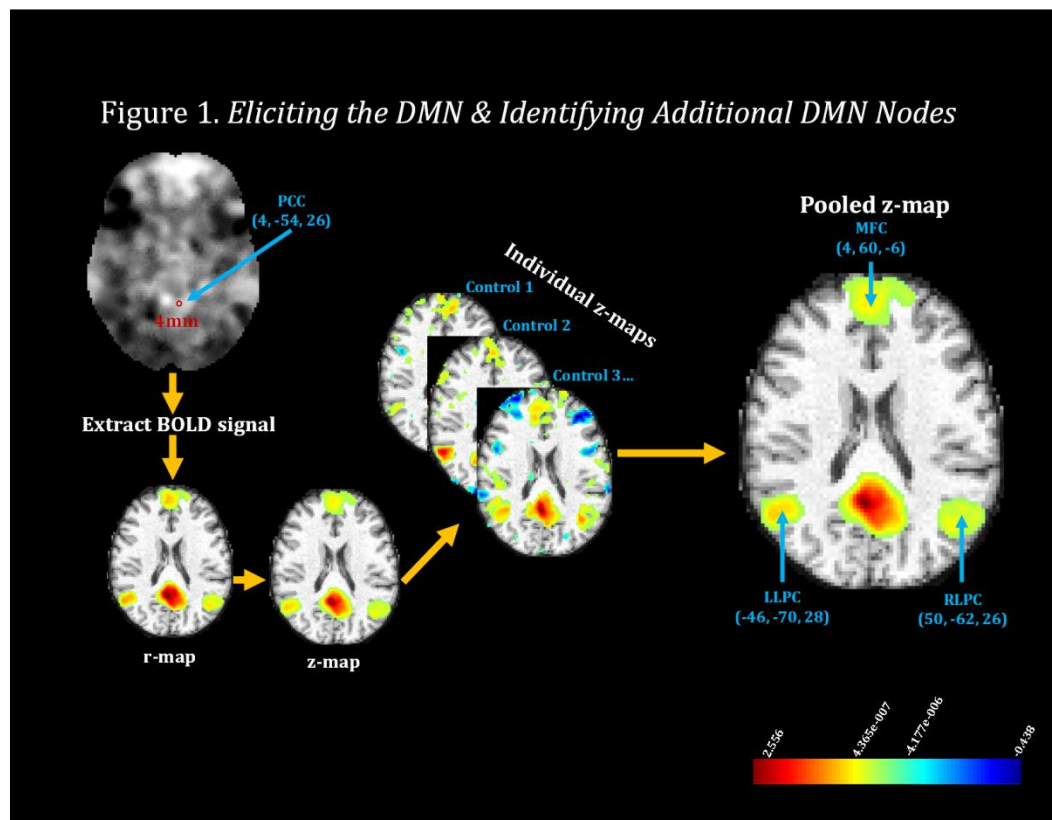 Figure 1. Eliciting the DMN & Identifying Additional DMN Nodes
PCC
(4, -54, 26)
4mm
Extract BOLD signal
r-map
z-map
Individual z-maps
Control 1
Control 2
Control 3...
Pooled z-map
MFC
(4, 60, -6)
LLPC
(-46, -70, 28)
RLPC
(50, -62, 26)
2.556
4.365e-007
-4.177e-006
-0.438